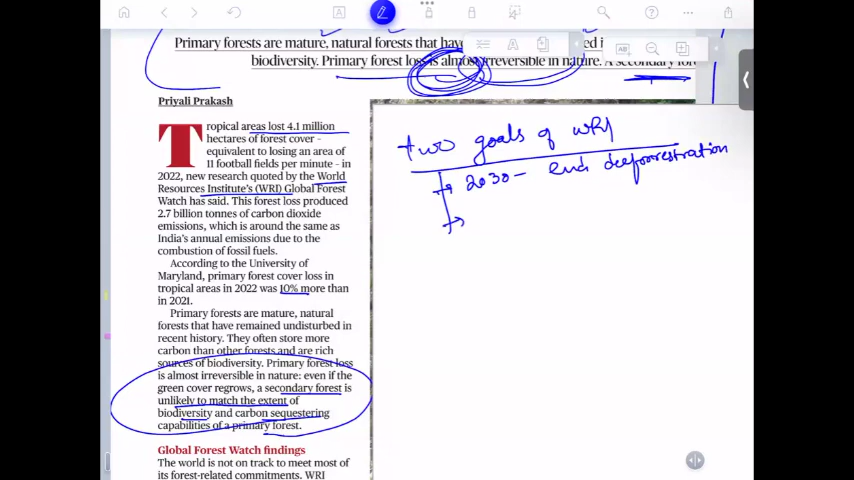 Primary forests are mature, natural forests that have
biodiversity. Primary forest loss is almost irreversible in nature. A secondary for
Priyali Prakash
Tropical areas lost 4.1 million
hectares of forest cover –
equivalent to losing an area of
11 football fields per minute – in
2022, new research quoted by the World
Resources Institute's (WRI) Global Forest
Watch has said. This forest loss produced
2.7 billion tonnes of carbon dioxide
emissions, which is around the same as
India's annual emissions due to the
combustion of fossil fuels.
According to the University of
Maryland, primary forest cover loss in
tropical areas in 2022 was 10% more than
in 2021.
Primary forests are mature, natural
forests that have remained undisturbed in
recent history. They often store more
carbon than other forests and are rich
sources of biodiversity. Primary forest loss
is almost irreversible in nature: even if the
green cover regrows, a secondary forest is
unlikely to match the extent of
biodiversity and carbon sequestering
capabilities of a primary forest.
Global Forest Watch findings
The world is not on track to meet most of
its forest-related commitments. WRI
two goals of WRI
2030 - end deeforrestration